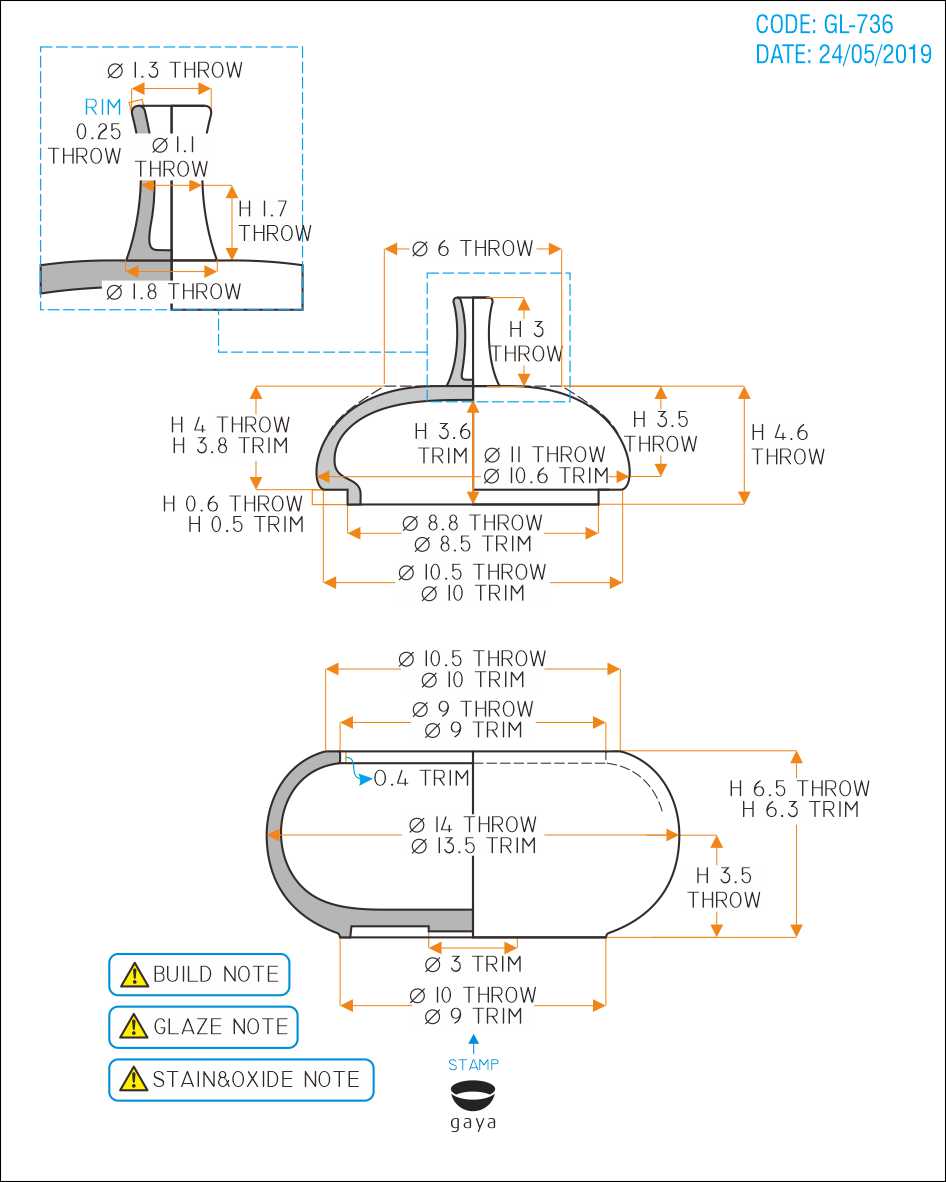 CODE: GL-736
DATE: 24/05/2019
Ø 1.3 THROW
RIM
0.25
THROW
Ø 1.1
THROW
H 1.7
THROW
Ø 1.8 THROW
Ø 6 THROW
H 3
THROW
H 4 THROW
H 3.8 TRIM
H 3.6
TRIM
H 3.5
THROW
H 4.6
THROW
Ø 11 THROW
Ø 10.6 TRIM
H 0.6 THROW
H 0.5 TRIM
Ø 8.8 THROW
Ø 8.5 TRIM
Ø 10.5 THROW
Ø 10 TRIM
Ø 10.5 THROW
Ø 10 TRIM
Ø 9 THROW
Ø 9 TRIM
0.4 TRIM
H 6.5 THROW
H 6.3 TRIM
Ø 14 THROW
Ø 13.5 TRIM
H 3.5
THROW
Ø 3 TRIM
Ø 10 THROW
Ø 9 TRIM
BUILD NOTE
GLAZE NOTE
STAIN&OXIDE NOTE
STAMP
gaya